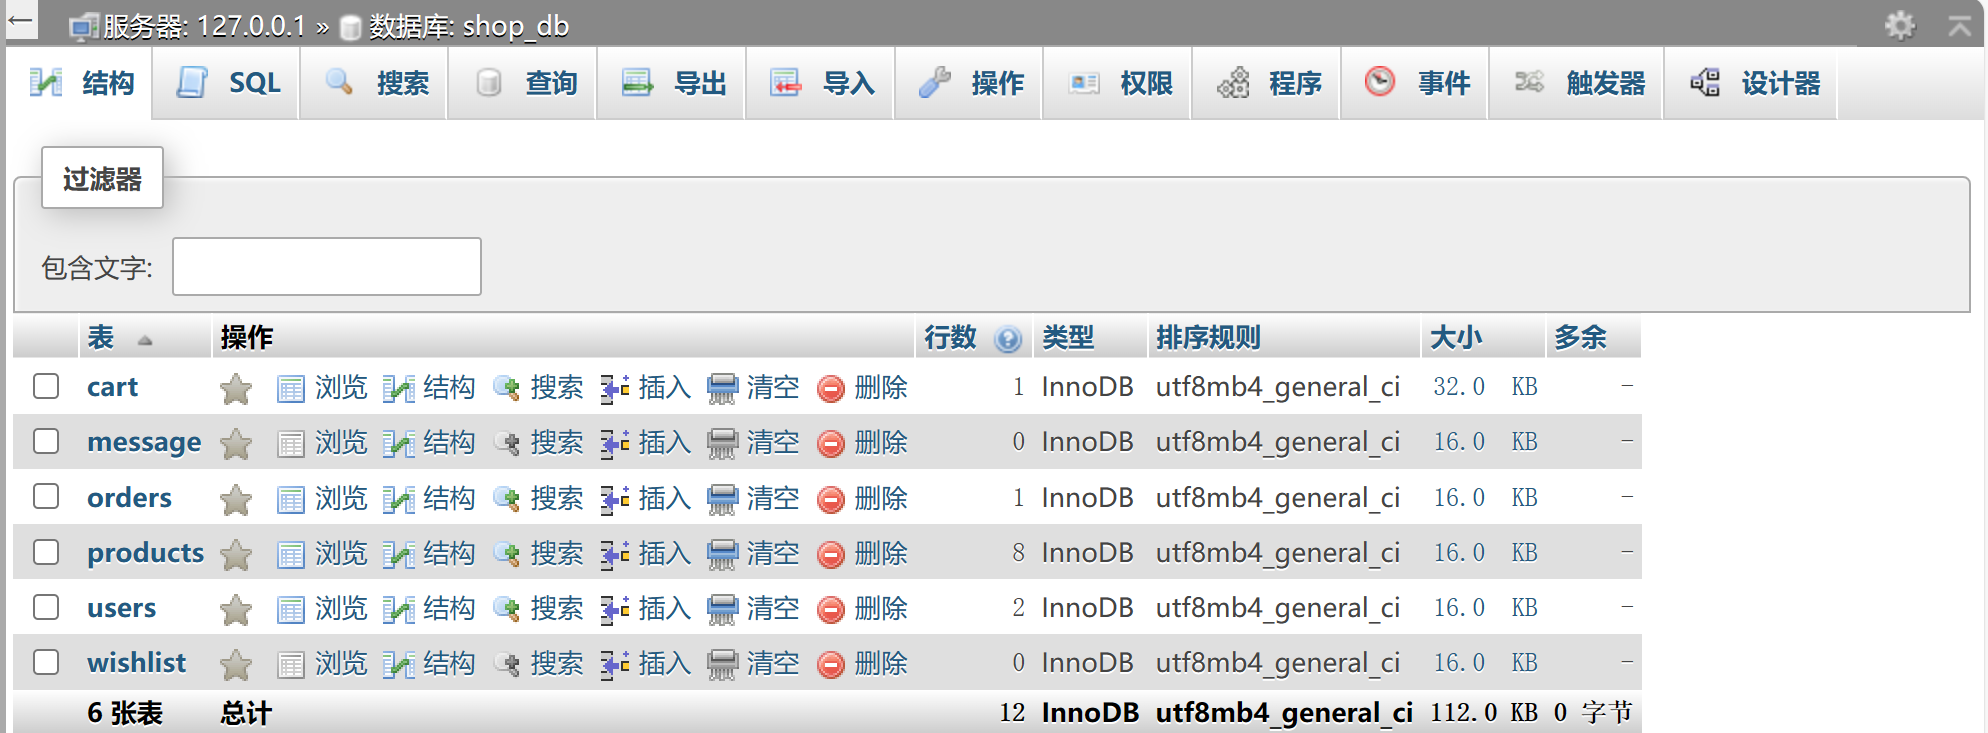 ← 服务器: 127.0.0.1 » 数据库: shop_db
结构 SQL 搜索 查询 导出 导入 操作 权限 程序 事件 触发器 设计器
过滤器
包含文字:
表 操作 行数 类型 排序规则 大小 多余
cart 浏览 结构 搜索 插入 清空 删除 1 InnoDB utf8mb4_general_ci 32.0 KB -
message 浏览 结构 搜索 插入 清空 删除 0 InnoDB utf8mb4_general_ci 16.0 KB -
orders 浏览 结构 搜索 插入 清空 删除 1 InnoDB utf8mb4_general_ci 16.0 KB -
products 浏览 结构 搜索 插入 清空 删除 8 InnoDB utf8mb4_general_ci 16.0 KB -
users 浏览 结构 搜索 插入 清空 删除 2 InnoDB utf8mb4_general_ci 16.0 KB -
wishlist 浏览 结构 搜索 插入 清空 删除 0 InnoDB utf8mb4_general_ci 16.0 KB -
6 张表 总计 12 InnoDB utf8mb4_general_ci 112.0 KB 0 字节